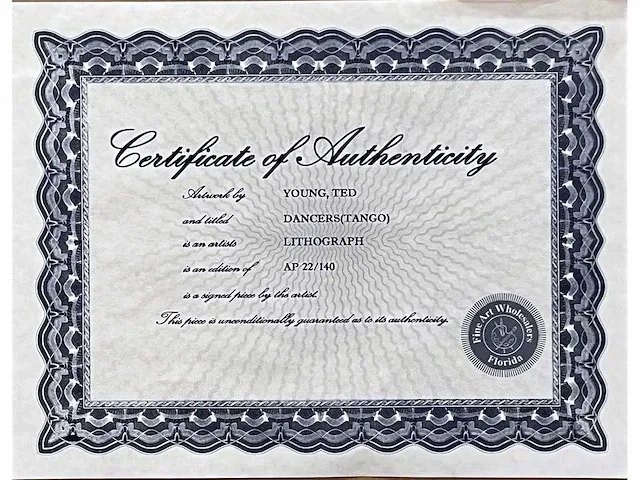 Certificate of Authenticity
Artwork by YOUNG, TED
and titled DANCERS(TANGO)
is an artists LITHOGRAPH
is an edition of AP 22/140
is a signed piece by the artist.
This piece is unconditionally guaranteed as to its authenticity.
Fine Art Wholesalers
Florida